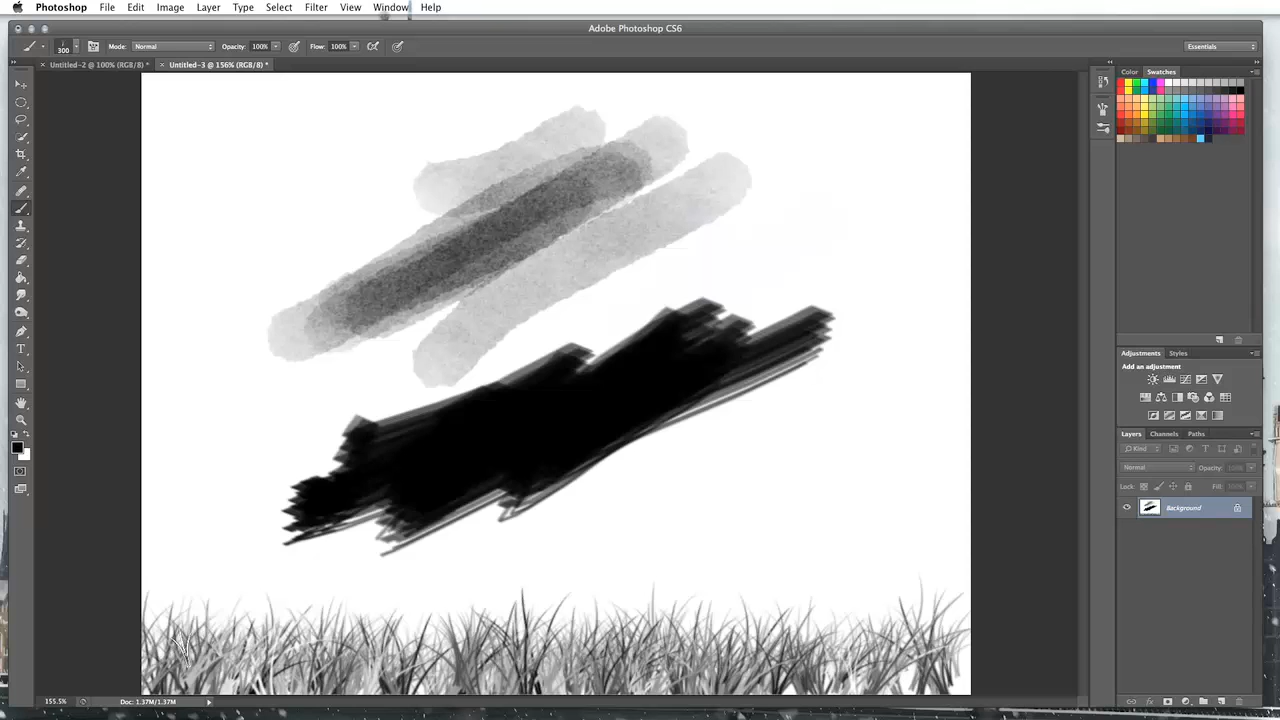 Photoshop File Edit Image Layer Type Select Filter View Window Help
Adobe Photoshop CS6
300 Mode: Normal Opacity: 100% Flow: 100% Essentials
× Untitled-2 @ 100% (RGB/8) * × Untitled-3 @ 156% (RGB/8) *
Color Swatches
Adjustments Styles
Add an adjustment
Layers Channels Paths
Kind
Normal Opacity: 100%
Lock: Fill: 100%
Background
155.5% Doc: 1.37M/1.37M